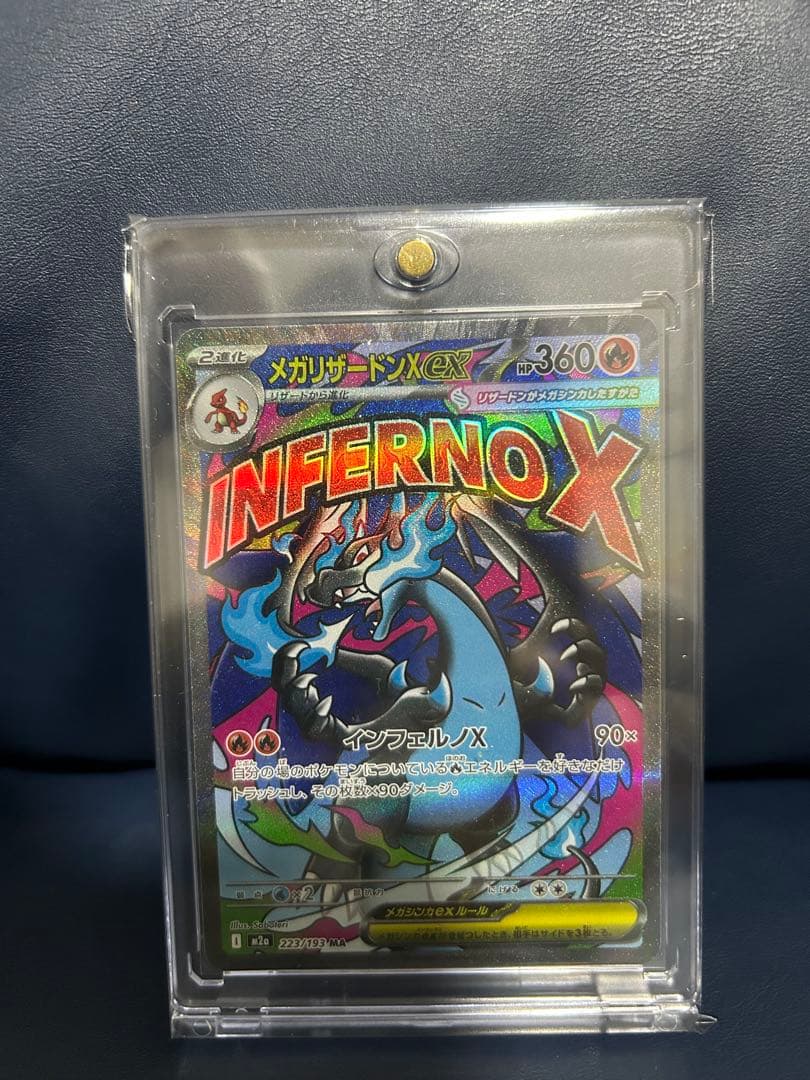 2進化
メガリザードンXex
HP360
リザードから進化
リザードンがメガシンカしたすがた
INFERNO X
インフェルノX 90×
自分の場のポケモンについているエネルギーを好きなだけ
トラッシュし、その枚数×90ダメージ。
弱点 ×2 抵抗力 にげる
メガシンカexルール
Illus.
i M2a 223/193 MA